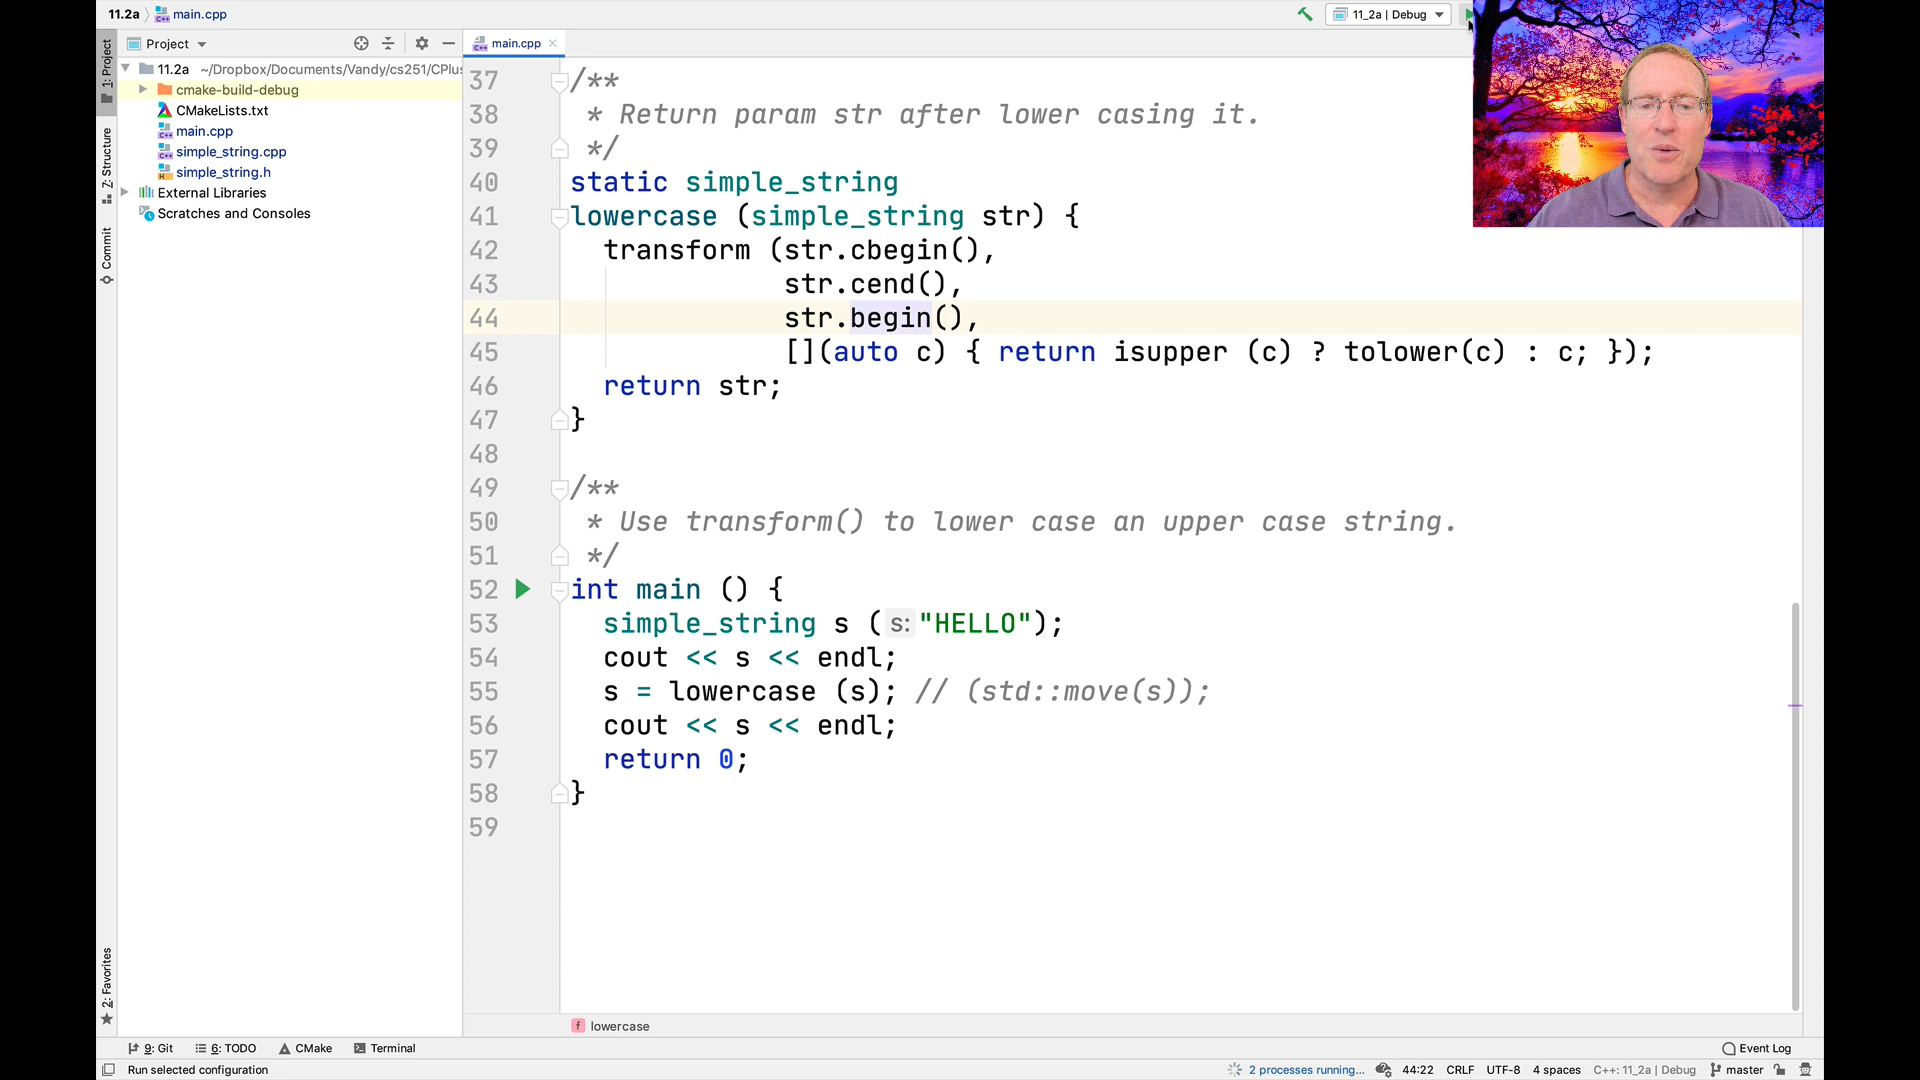 11.2a main.cpp
11_2a | Debug
Project
main.cpp
1: Project
Z: Structure
Commit
2: Favorites
11.2a ~/Dropbox/Documents/Vandy/cs251/CPlus
cmake-build-debug
CMakeLists.txt
main.cpp
simple_string.cpp
simple_string.h
External Libraries
Scratches and Consoles
37 /**
38 * Return param str after lower casing it.
39 */
40 static simple_string
41 lowercase (simple_string str) {
42 transform (str.cbegin(),
43 str.cend(),
44 str.begin(),
45 [](auto c) { return isupper (c) ? tolower(c) : c; });
46 return str;
47 }
48
49 /**
50 * Use transform() to lower case an upper case string.
51 */
52 int main () {
53 simple_string s (s: "HELLO");
54 cout << s << endl;
55 s = lowercase (s); // (std::move(s));
56 cout << s << endl;
57 return 0;
58 }
59
f lowercase
9: Git 6: TODO CMake Terminal Event Log
Run selected configuration 2 processes running... 44:22 CRLF UTF-8 4 spaces C++: 11_2a | Debug master